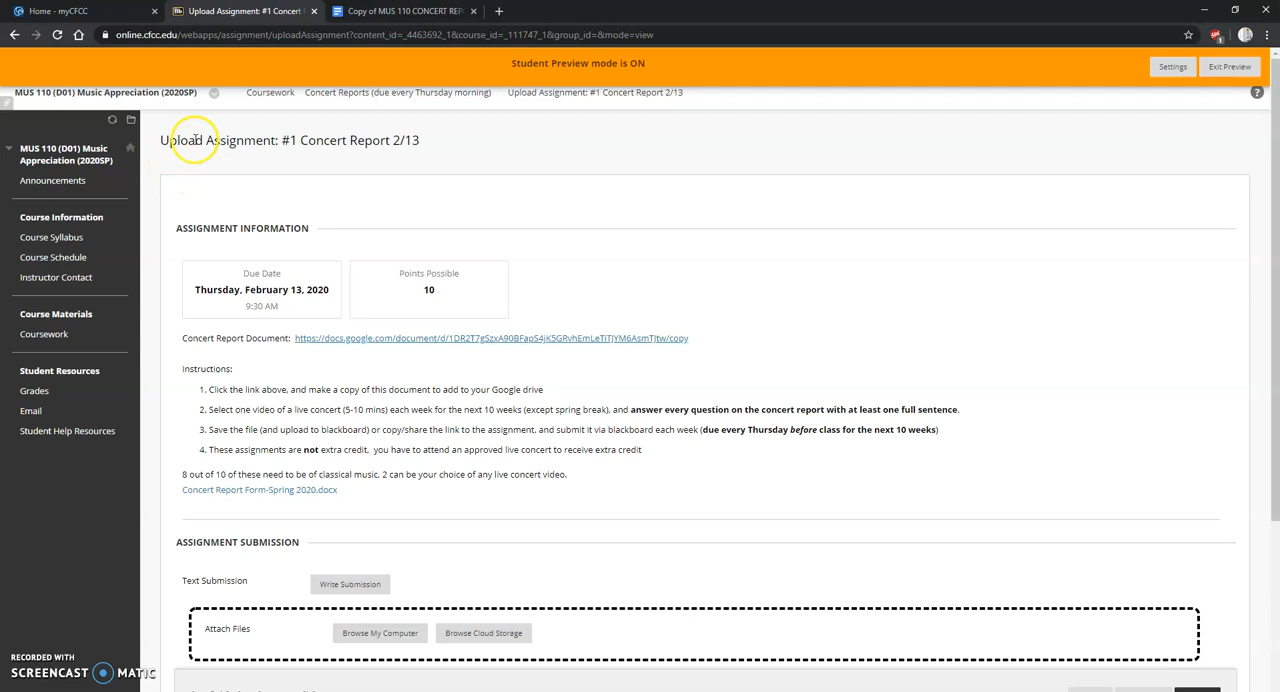 Home - myCFCC
Upload Assignment: #1 Concert
Copy of MUS 110 CONCERT REP
online.cfcc.edu/webapps/assignment/uploadAssignment?content_id=_4463692_1&course_id=_111747_1&group_id=&mode=view
Student Preview mode is ON
Settings
Exit Preview
MUS 110 (D01) Music Appreciation (2020SP)
Coursework
Concert Reports (due every Thursday morning)
Upload Assignment: #1 Concert Report 2/13
MUS 110 (D01) Music
Appreciation (2020SP)
Announcements
Course Information
Course Syllabus
Course Schedule
Instructor Contact
Course Materials
Coursework
Student Resources
Grades
Email
Student Help Resources
Upload Assignment: #1 Concert Report 2/13
ASSIGNMENT INFORMATION
Due Date
Thursday, February 13, 2020
9:30 AM
Points Possible
10
Concert Report Document: https://docs.google.com/document/d/1DR2T7gSzxA90BFapS4jK5GRvhEmLeTiTJYM6AsmTJtw/copy
Instructions:
1. Click the link above, and make a copy of this document to add to your Google drive
2. Select one video of a live concert (5-10 mins) each week for the next 10 weeks (except spring break), and answer every question on the concert report with at least one full sentence.
3. Save the file (and upload to blackboard) or copy/share the link to the assignment, and submit it via blackboard each week (due every Thursday before class for the next 10 weeks)
4. These assignments are not extra credit, you have to attend an approved live concert to receive extra credit
8 out of 10 of these need to be of classical music, 2 can be your choice of any live concert video.
Concert Report Form-Spring 2020.docx
ASSIGNMENT SUBMISSION
Text Submission
Write Submission
Attach Files
Browse My Computer
Browse Cloud Storage
RECORDED WITH
SCREENCAST MATIC